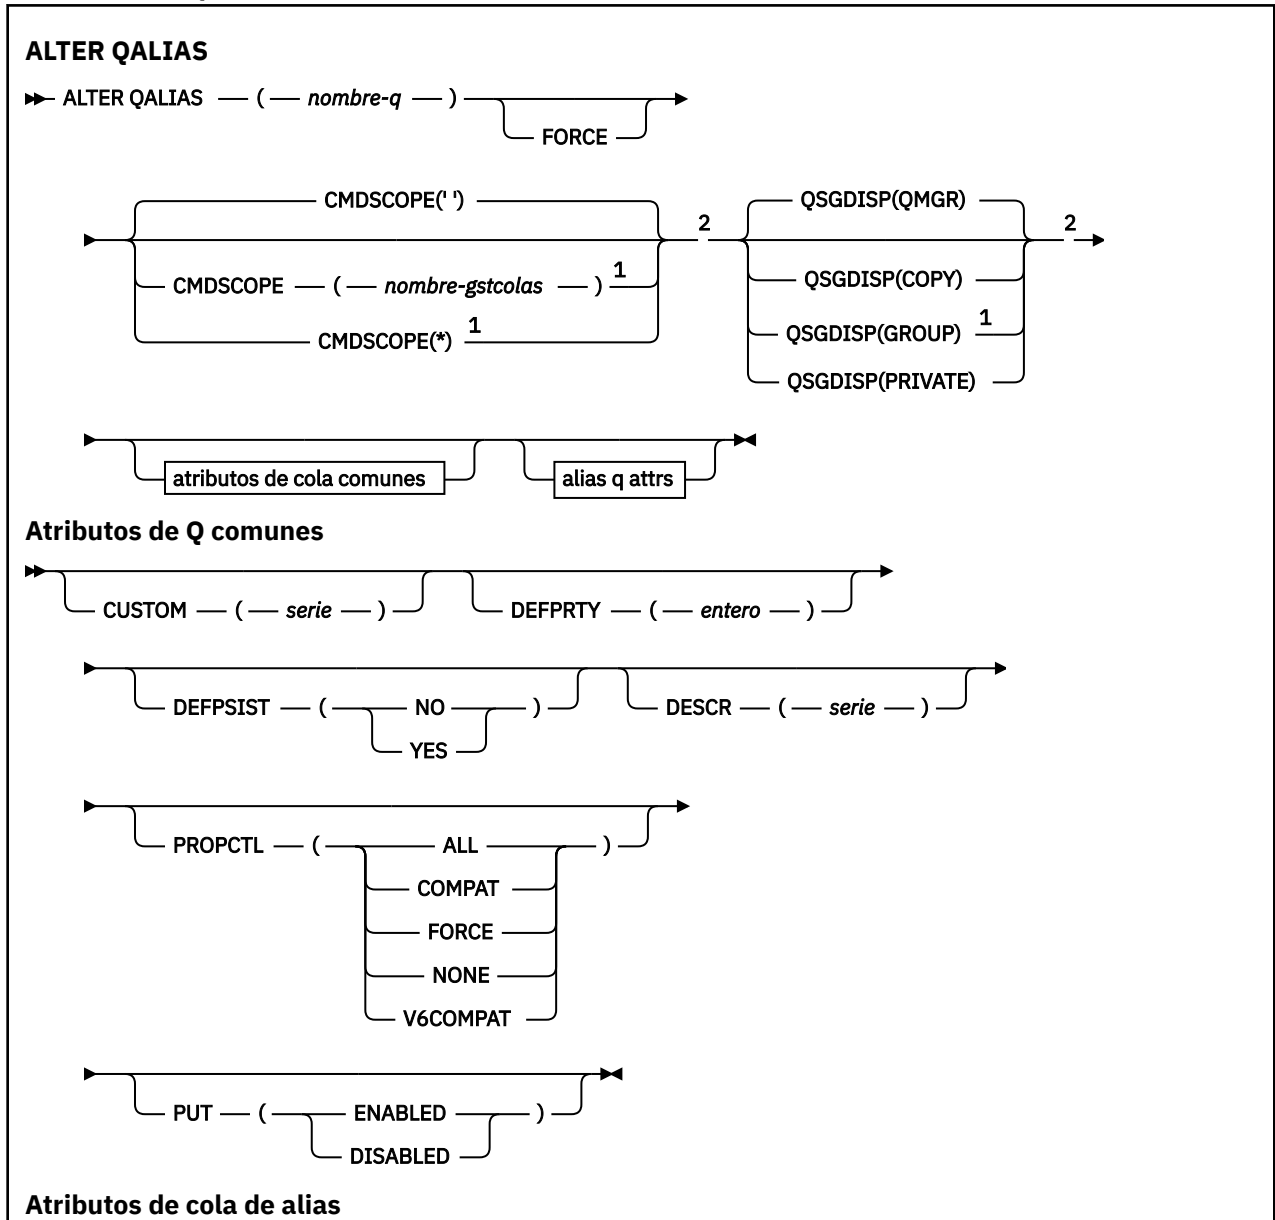 ALTER QALIAS
ALTER QALIAS ( nombre-q )
FORCE
CMDSCOPE(' ')
CMDSCOPE ( nombre-gstcolas ) 1
CMDSCOPE(*) 1
2
QSGDISP(QMGR)
QSGDISP(COPY)
QSGDISP(GROUP) 1
QSGDISP(PRIVATE)
2
atributos de cola comunes
alias q attrs
Atributos de Q comunes
CUSTOM ( serie )
DEFPRTY ( entero )
DEFPSIST ( NO )
YES
DESCR ( serie )
PROPCTL ( ALL )
COMPAT
FORCE
NONE
V6COMPAT
PUT ( ENABLED )
DISABLED
Atributos de cola de alias